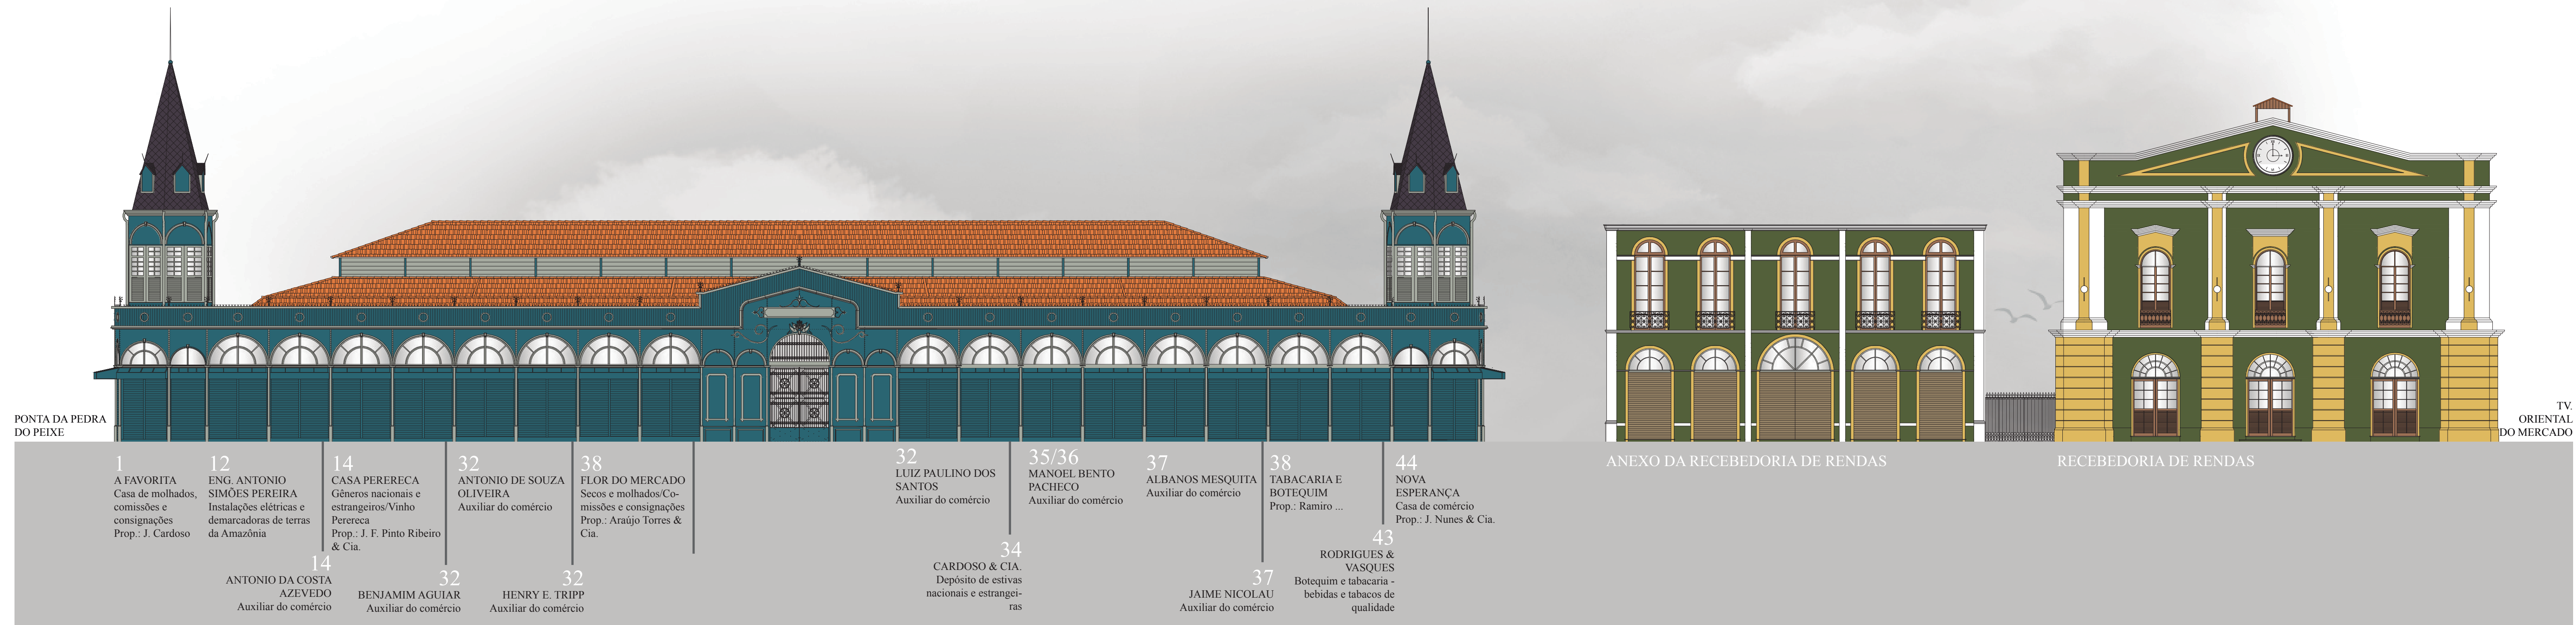 PONTA DA PEDRA
DO PEIXE
1
A FAVORITA
Casa de molhados,
comissões e
consignações
Prop.: J. Cardoso
12
ENG. ANTONIO
SIMÕES PEREIRA
Instalações elétricas e
demarcadoras de terras
da Amazônia
14
ANTONIO DA COSTA
AZEVEDO
Auxiliar do comércio
14
CASA PERERECA
Gêneros nacionais e
estrangeiros/Vinho
Perereca
Prop.: J. F. Pinto Ribeiro
& Cia.
32
BENJAMIM AGUIAR
Auxiliar do comércio
32
ANTONIO DE SOUZA
OLIVEIRA
Auxiliar do comércio
32
HENRY E. TRIPP
Auxiliar do comércio
38
FLOR DO MERCADO
Secos e molhados/Co-
missões e consignações
Prop.: Araújo Torres &
Cia.
32
LUIZ PAULINO DOS
SANTOS
Auxiliar do comércio
34
CARDOSO & CIA.
Depósito de estivas
nacionais e estrangei-
ras
35/36
MANOEL BENTO
PACHECO
Auxiliar do comércio
37
ALBANOS MESQUITA
Auxiliar do comércio
37
JAIME NICOLAU
Auxiliar do comércio
38
TABACARIA E
BOTEQUIM
Prop.: Ramiro ...
43
RODRIGUES &
VASQUES
Botequim e tabacaria -
bebidas e tabacos de
qualidade
44
NOVA
ESPERANÇA
Casa de comércio
Prop.: J. Nunes & Cia.
ANEXO DA RECEBEDORIA DE RENDAS
RECEBEDORIA DE RENDAS
TV.
ORIENTAL
DO MERCADO